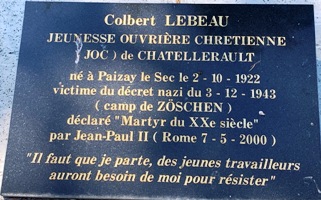 Colbert LEBEAU
JEUNESSE OUVRIÈRE CHRETIENNE
JOC ) de CHATELLERAULT
né à Paizay le Sec le 2 - 10 - 1922
victime du décret nazi du 3 - 12 - 1943
( camp de ZÖSCHEN )
déclaré "Martyr du XXe siècle"
par Jean-Paul II ( Rome 7 - 5 - 2000 )
"Il faut que je parte, des jeunes travailleurs
auront besoin de moi pour résister"